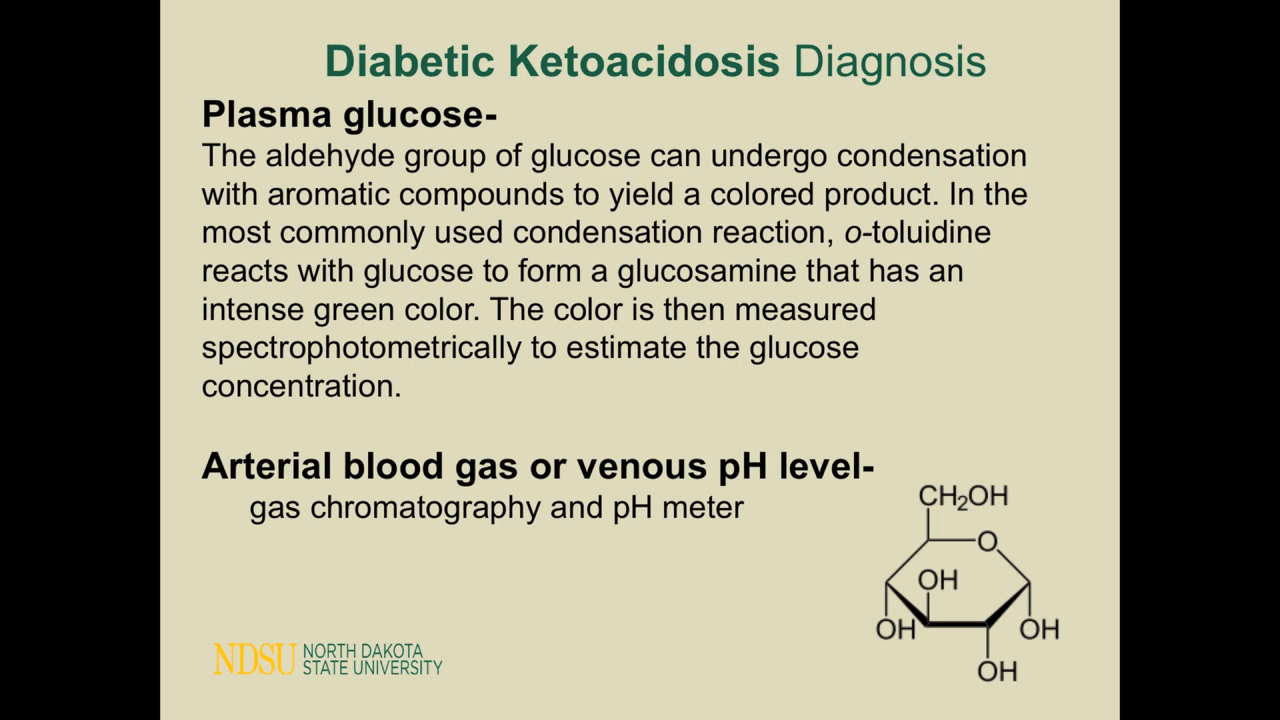 Diabetic Ketoacidosis Diagnosis
Plasma glucose-
The aldehyde group of glucose can undergo condensation
with aromatic compounds to yield a colored product. In the
most commonly used condensation reaction, o-toluidine
reacts with glucose to form a glucosamine that has an
intense green color. The color is then measured
spectrophotometrically to estimate the glucose
concentration.
Arterial blood gas or venous pH level-
gas chromatography and pH meter
CH₂OH
O
OH
OH
OH
OH
NDSU NORTH DAKOTA
STATE UNIVERSITY